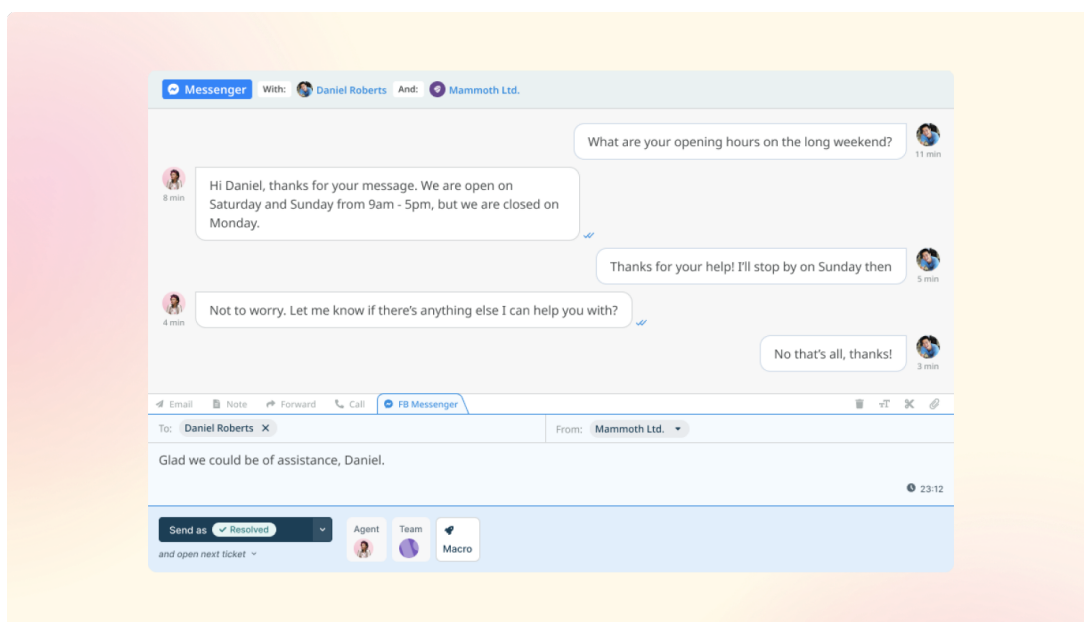 Messenger With: Daniel Roberts And: Mammoth Ltd.
What are your opening hours on the long weekend?
11 min
8 min
Hi Daniel, thanks for your message. We are open on
Saturday and Sunday from 9am - 5pm, but we are closed on
Monday.
Thanks for your help! I'll stop by on Sunday then
5 min
4 min
Not to worry. Let me know if there's anything else I can help you with?
No that's all, thanks!
3 min
Email Note Forward Call FB Messenger
To: Daniel Roberts From: Mammoth Ltd.
Glad we could be of assistance, Daniel.
23:12
Send as Resolved
and open next ticket
Agent Team Macro